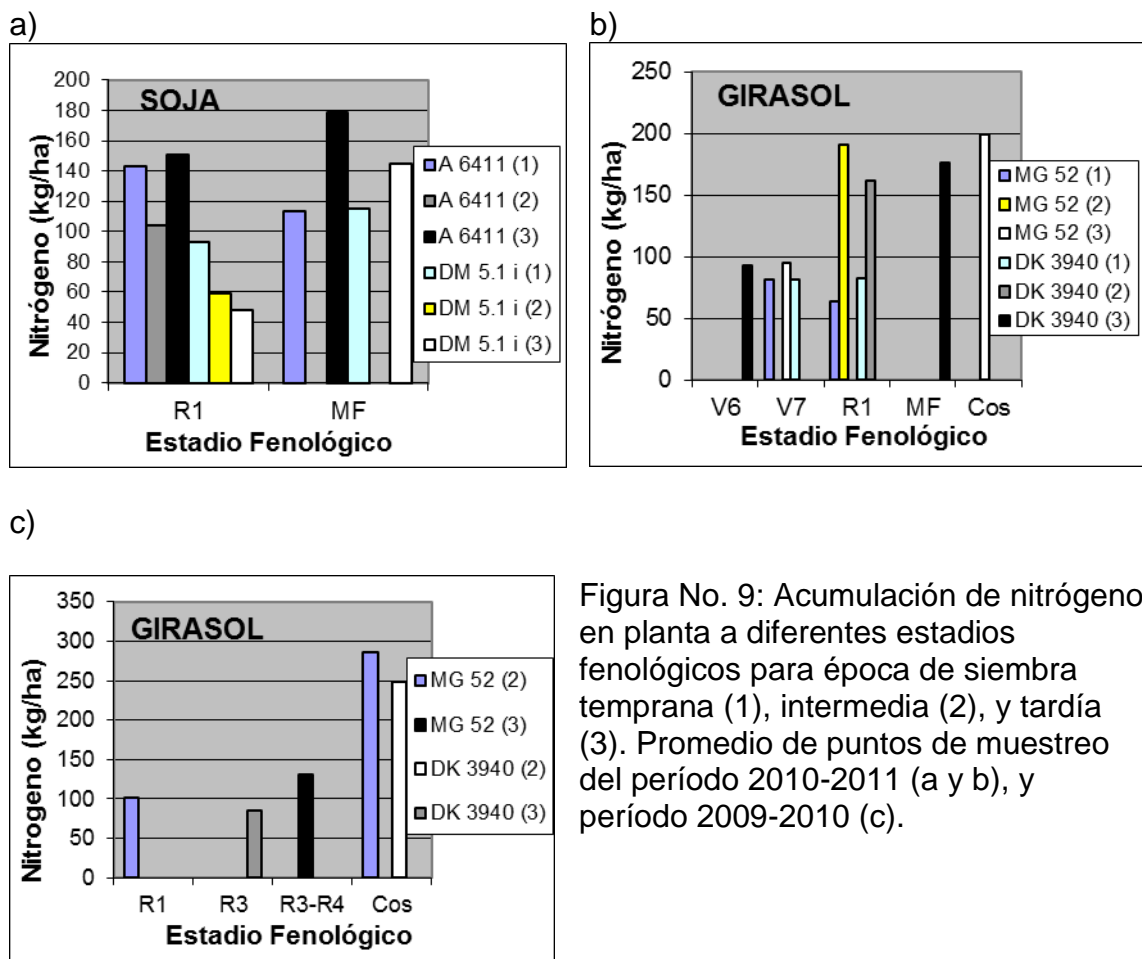 a)
SOJA
Nitrógeno (kg/ha)
200
180
160
140
120
100
80
60
40
20
0
R1 MF
Estadio Fenológico
A 6411 (1)
A 6411 (2)
A 6411 (3)
DM 5.1 i (1)
DM 5.1 i (2)
DM 5.1 i (3)
b)
GIRASOL
Nitrógeno (kg/ha)
250
200
150
100
50
0
V6 V7 R1 MF Cos
Estadio Fenológico
MG 52 (1)
MG 52 (2)
MG 52 (3)
DK 3940 (1)
DK 3940 (2)
DK 3940 (3)
c)
GIRASOL
Nitrogeno (kg/ha)
350
300
250
200
150
100
50
0
R1 R3 R3-R4 Cos
Estadio Fenológico
MG 52 (2)
MG 52 (3)
DK 3940 (2)
DK 3940 (3)
Figura No. 9: Acumulación de nitrógeno
en planta a diferentes estadios
fenológicos para época de siembra
temprana (1), intermedia (2), y tardía
(3). Promedio de puntos de muestreo
del período 2010-2011 (a y b), y
período 2009-2010 (c).